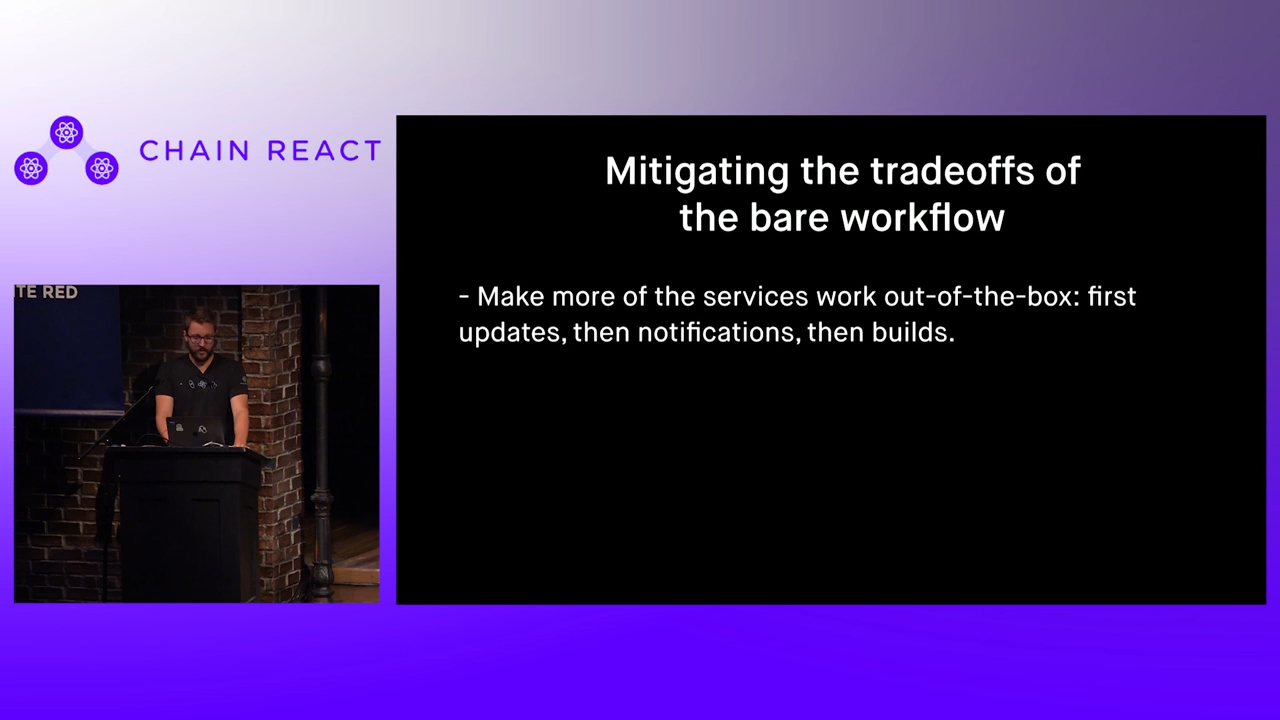 CHAIN REACT
Mitigating the tradeoffs of
the bare workflow
- Make more of the services work out-of-the-box: first
updates, then notifications, then builds.
ITE RED